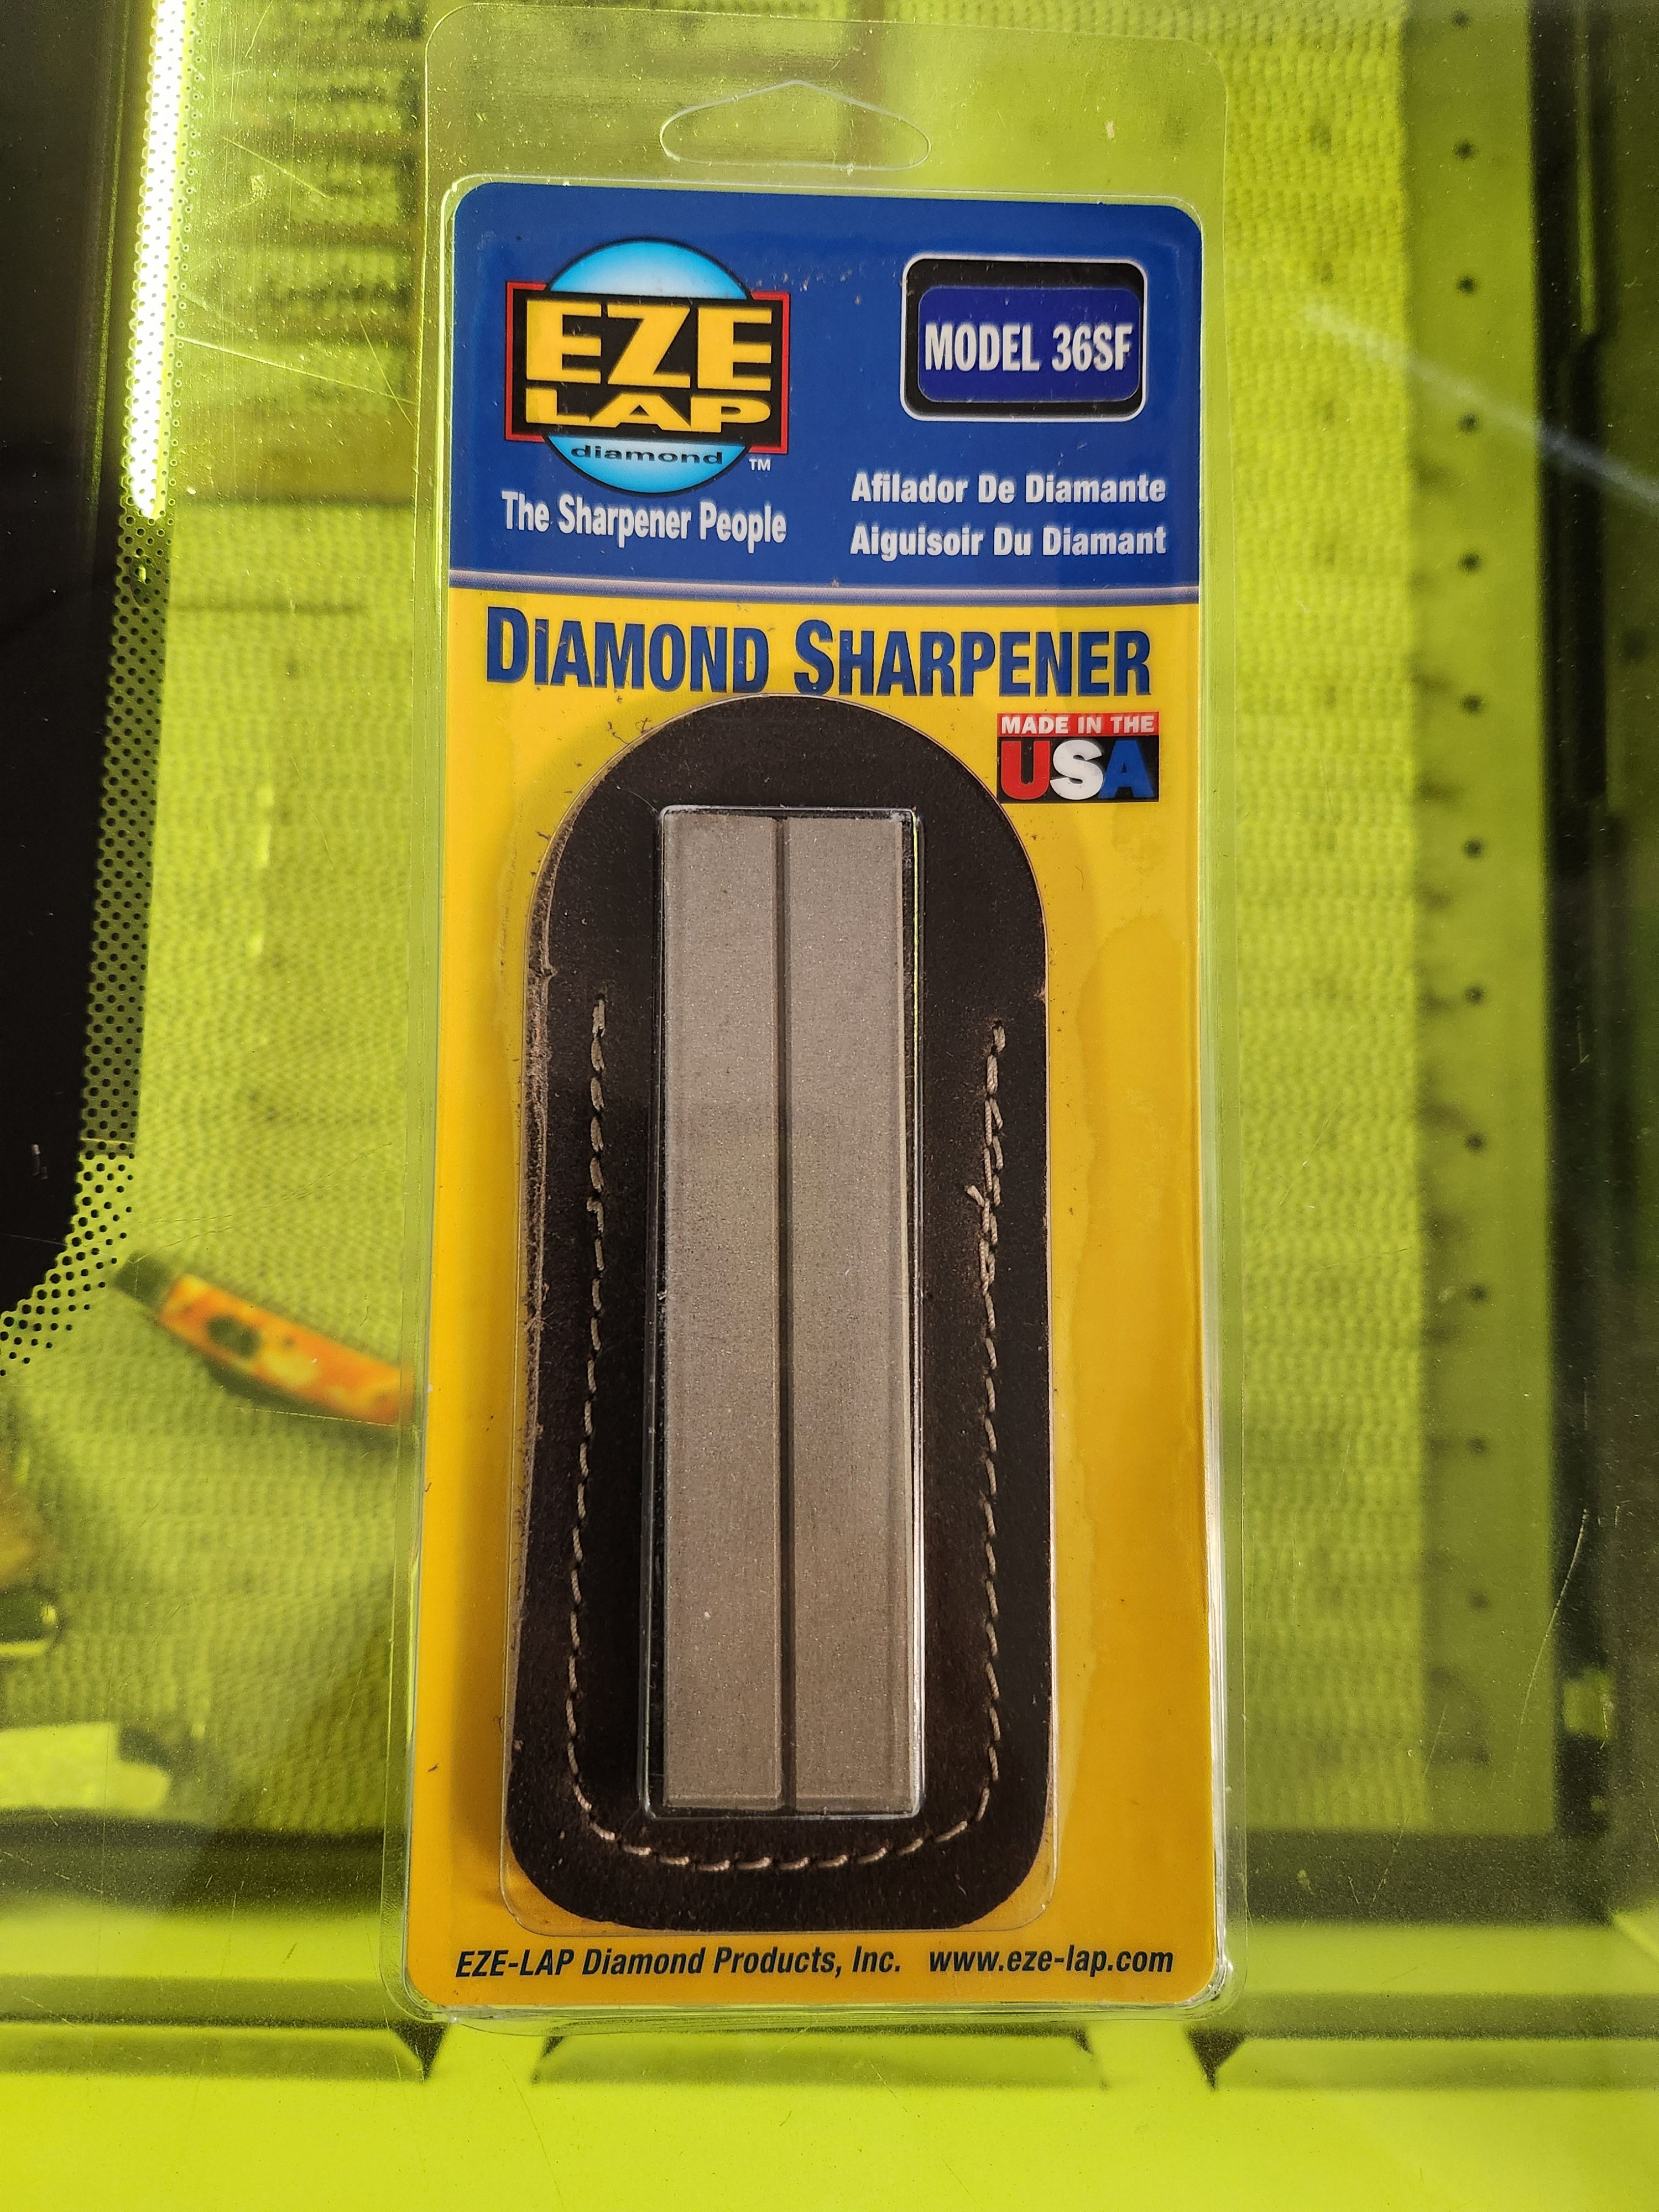 EZE
LAP
diamond
TM
The Sharpener People
MODEL 36SF
Afilador De Diamante
Aiguisoir Du Diamant
DIAMOND SHARPENER
MADE IN THE
USA
EZE-LAP Diamond Products, Inc. www.eze-lap.com